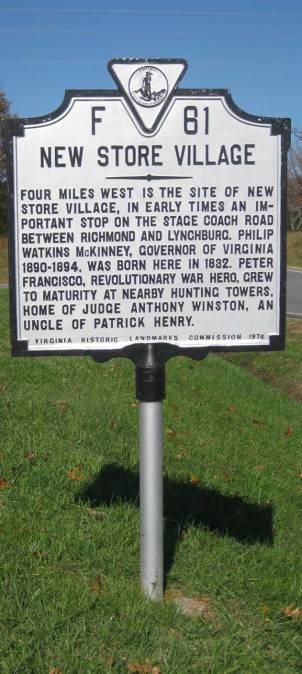 F 61
NEW STORE VILLAGE
FOUR MILES WEST IS THE SITE OF NEW
STORE VILLAGE, IN EARLY TIMES AN IM-
PORTANT STOP ON THE STAGE COACH ROAD
BETWEEN RICHMOND AND LYNCHBURG. PHILIP
WATKINS McKINNEY, GOVERNOR OF VIRGINIA
1890-1894, WAS BORN HERE IN 1832. PETER
FRANCISCO, REVOLUTIONARY WAR HERO, GREW
TO MATURITY AT NEARBY HUNTING TOWERS,
HOME OF JUDGE ANTHONY WINSTON, AN
UNCLE OF PATRICK HENRY.
VIRGINIA HISTORIC LANDMARKS COMMISSION 1974